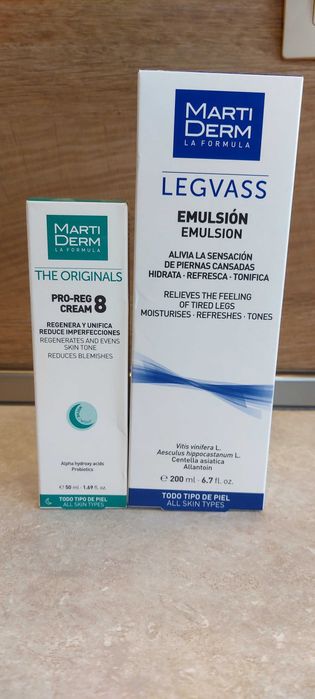 MARTI
DERM
LA FORMULA
THE ORIGINALS
PRO-REG 8
CREAM
REGENERA Y UNIFICA
REDUCE IMPERFECCIONES
REGENERATES AND EVENS
SKIN TONE
REDUCES BLEMISHES
Alpha hydroxy acids
Probiotics
℮ 50 ml · 1.69 fl. oz.
TODO TIPO DE PIEL
ALL SKIN TYPES
MARTI
DERM
LA FORMULA
LEGVASS
EMULSIÓN
EMULSION
ALIVIA LA SENSACIÓN
DE PIERNAS CANSADAS
HIDRATA · REFRESCA · TONIFICA
RELIEVES THE FEELING
OF TIRED LEGS
MOISTURISES · REFRESHES · TONES
Vitis vinifera L.
Aesculus hippocastanum L.
Centella asiatica
Allantoin
℮ 200 ml · 6.7 fl. oz.
TODO TIPO DE PIEL
ALL SKIN TYPES